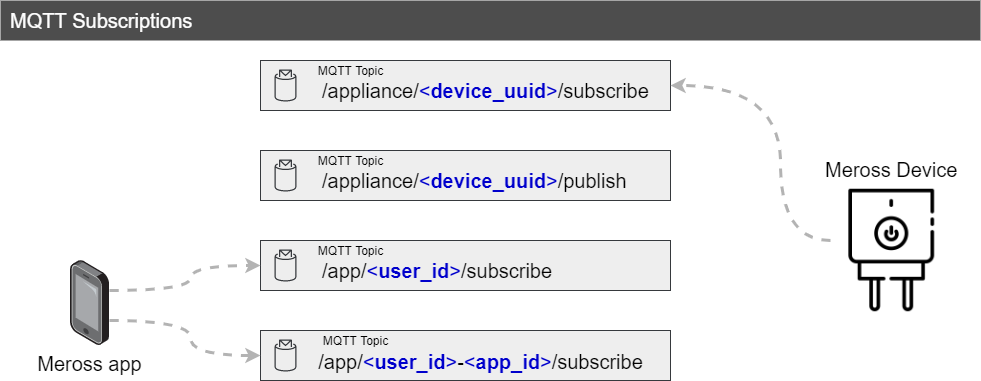 MQTT Subscriptions
MQTT Topic
/appliance/<device_uuid>/subscribe
MQTT Topic
/appliance/<device_uuid>/publish
Meross Device
MQTT Topic
/app/<user_id>/subscribe
MQTT Topic
/app/<user_id>-<app_id>/subscribe
Meross app